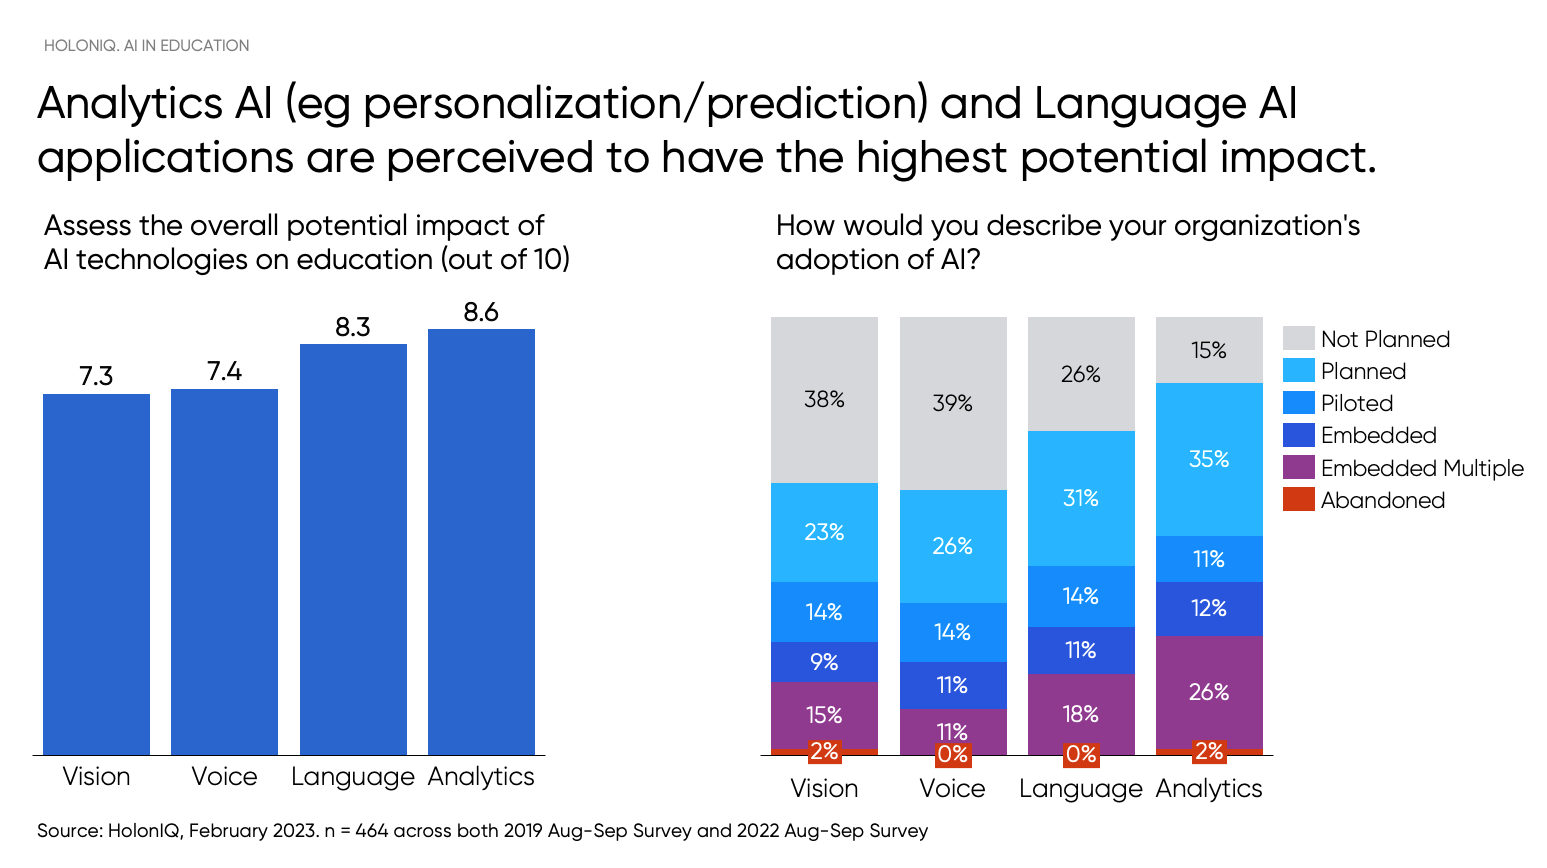 HOLONIQ. AI IN EDUCATION
Analytics AI (eg personalization/prediction) and Language AI
applications are perceived to have the highest potential impact.
Assess the overall potential impact of
AI technologies on education (out of 10)
7.3
7.4
8.3
8.6
Vision
Voice
Language
Analytics
How would you describe your organization's
adoption of AI?
38%
23%
14%
9%
15%
2%
39%
26%
14%
11%
11%
0%
26%
31%
14%
11%
18%
0%
15%
35%
11%
12%
26%
2%
Vision
Voice
Language
Analytics
Not Planned
Planned
Piloted
Embedded
Embedded Multiple
Abandoned
Source: HolonIQ, February 2023. n = 464 across both 2019 Aug-Sep Survey and 2022 Aug-Sep Survey